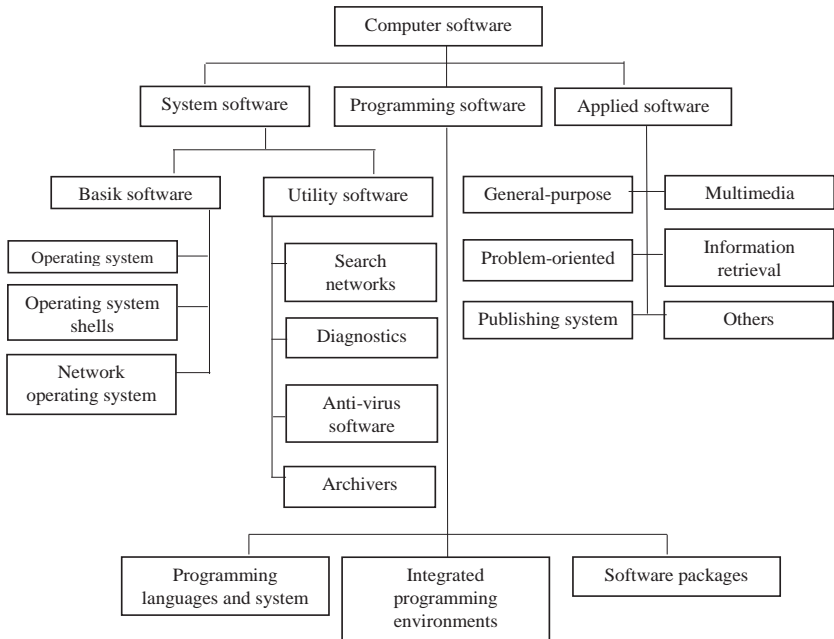 Computer software
System software
Programming software
Applied software
Basik software
Utility software
General-purpose
Multimedia
Operating system
Search
networks
Problem-oriented
Information
retrieval
Operating system
shells
Diagnostics
Publishing system
Others
Network
operating system
Anti-virus
software
Archivers
Programming
languages and system
Integrated
programming
environments
Software packages